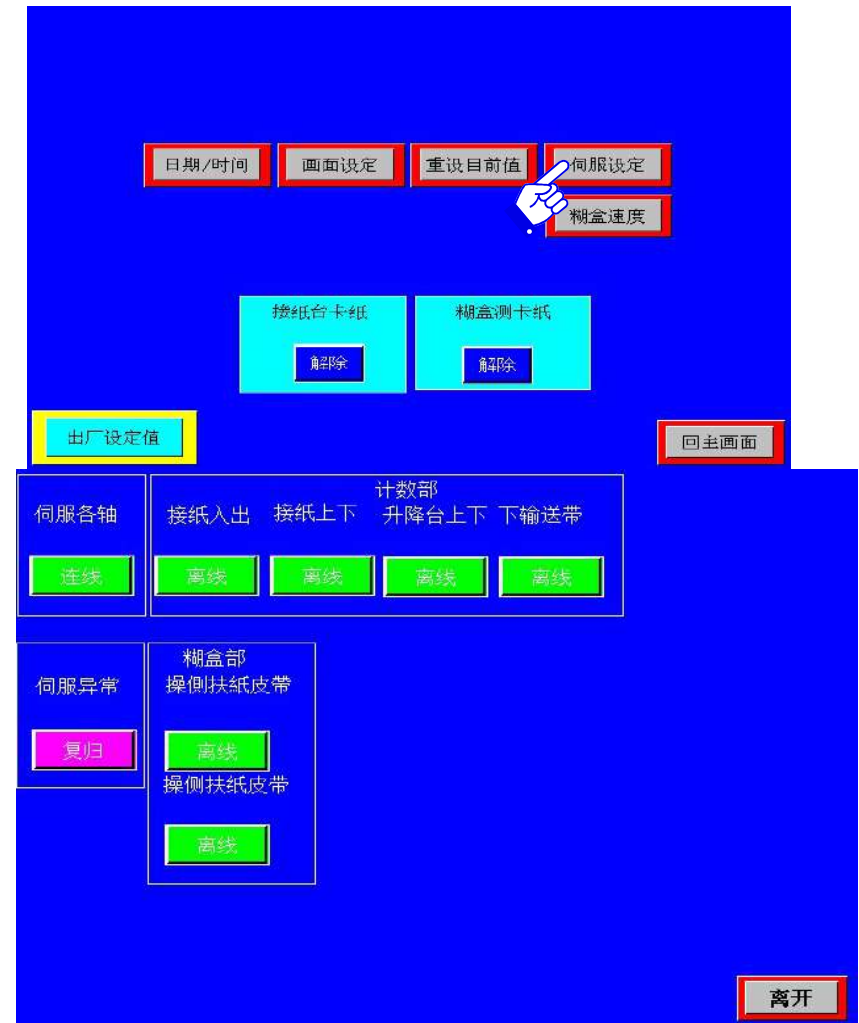 日期/时间 画面设定 重设目前值 伺服设定
糊盒速度
接纸台卡纸 糊盒测卡纸
解除 解除
出厂设定值 回主画面
计数部
伺服各轴 接纸入出 接纸上下 升降台上下 下输送带
连线 离线 离线 离线 离线
糊盒部
伺服异常 操側扶紙皮带
复归 离线
操侧扶纸皮带
离线
离开